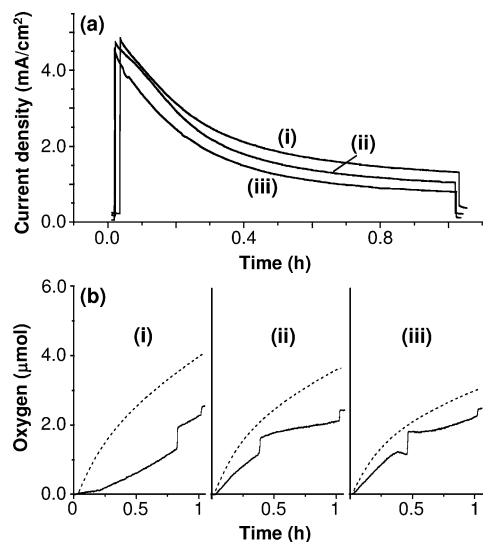 (a)
Current density (mA/cm²)
4.0
2.0
0.0
(i)
(ii)
(iii)
0.0 0.4 0.8
Time (h)
(b)
Oxygen (μmol)
6.0
4.0
2.0
0.0
(i) (ii) (iii)
0 0.5 1 0.5 1 0.5 1
Time (h)